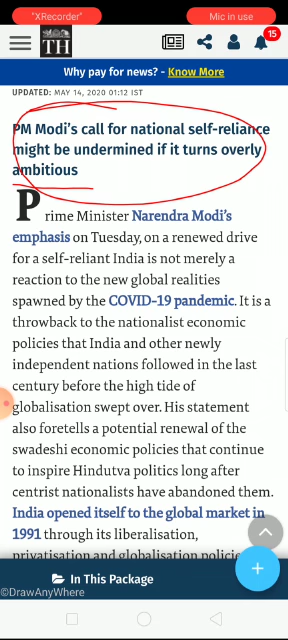 "XRecorder"
Mic in use
TH
15
Why pay for news? - Know More
UPDATED: MAY 14, 2020 01:12 IST
PM Modi's call for national self-reliance
might be undermined if it turns overly
ambitious
Prime Minister Narendra Modi's
emphasis on Tuesday, on a renewed drive
for a self-reliant India is not merely a
reaction to the new global realities
spawned by the COVID-19 pandemic. It is a
throwback to the nationalist economic
policies that India and other newly
independent nations followed in the last
century before the high tide of
globalisation swept over. His statement
also foretells a potential renewal of the
swadeshi economic policies that continue
to inspire Hindutva politics long after
centrist nationalists have abandoned them.
India opened itself to the global market in
1991 through its liberalisation,
privatisation and globalisation policie
In This Package
+
©DrawAnyWhere